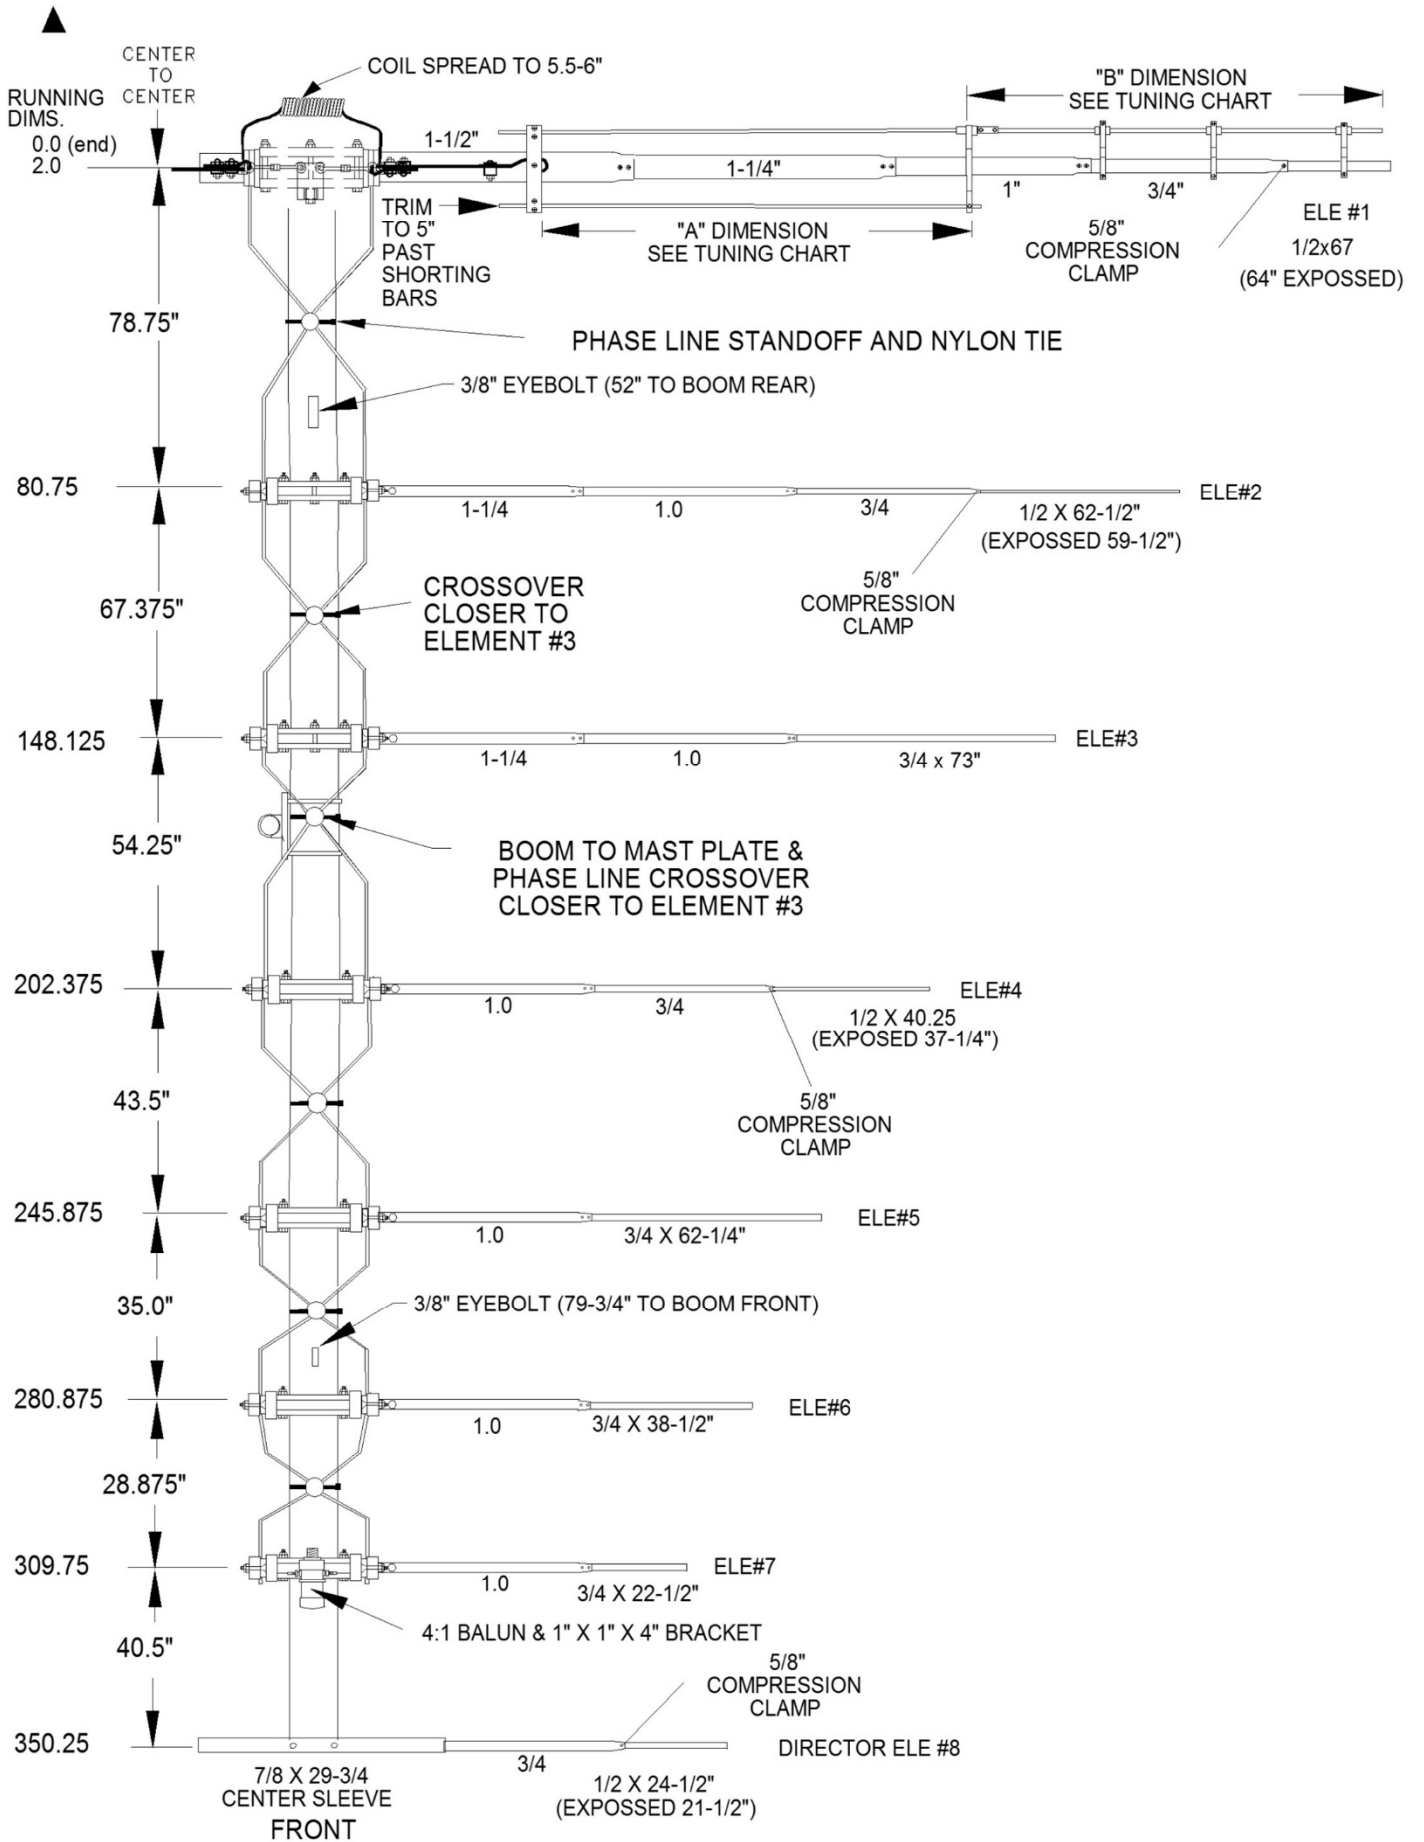 CENTER
TO
CENTER
RUNNING
DIMS.
0.0 (end)
2.0
COIL SPREAD TO 5.5-6"
"B" DIMENSION
SEE TUNING CHART
1-1/2"
1-1/4"
1"
3/4"
ELE #1
1/2x67
(64" EXPOSSED)
TRIM
TO 5"
PAST
SHORTING
BARS
"A" DIMENSION
SEE TUNING CHART
5/8"
COMPRESSION
CLAMP
78.75"
PHASE LINE STANDOFF AND NYLON TIE
3/8" EYEBOLT (52" TO BOOM REAR)
80.75
1-1/4
1.0
3/4
1/2 X 62-1/2"
(EXPOSSED 59-1/2")
ELE#2
5/8"
COMPRESSION
CLAMP
67.375"
CROSSOVER
CLOSER TO
ELEMENT #3
148.125
1-1/4
1.0
3/4 x 73"
ELE#3
54.25"
BOOM TO MAST PLATE &
PHASE LINE CROSSOVER
CLOSER TO ELEMENT #3
202.375
1.0
3/4
1/2 X 40.25
(EXPOSED 37-1/4")
ELE#4
5/8"
COMPRESSION
CLAMP
43.5"
245.875
1.0
3/4 X 62-1/4"
ELE#5
35.0"
3/8" EYEBOLT (79-3/4" TO BOOM FRONT)
280.875
1.0
3/4 X 38-1/2"
ELE#6
28.875"
309.75
1.0
3/4 X 22-1/2"
ELE#7
4:1 BALUN & 1" X 1" X 4" BRACKET
40.5"
5/8"
COMPRESSION
CLAMP
350.25
3/4
DIRECTOR ELE #8
7/8 X 29-3/4
CENTER SLEEVE
1/2 X 24-1/2"
(EXPOSSED 21-1/2")
FRONT